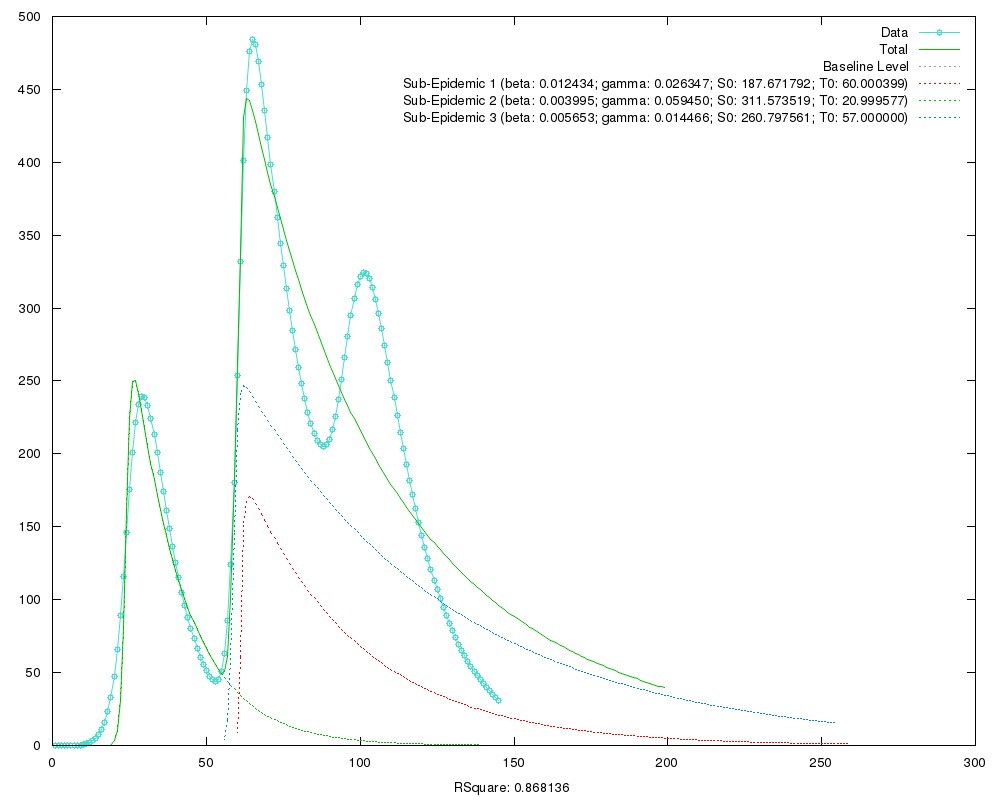 500
450
400
350
300
250
200
150
100
50
0
Data
Total
Baseline Level
Sub-Epidemic 1 (beta: 0.012434; gamma: 0.026347; S0: 187.671792; T0: 60.000399)
Sub-Epidemic 2 (beta: 0.003995; gamma: 0.059450; S0: 311.573519; T0: 20.999577)
Sub-Epidemic 3 (beta: 0.005653; gamma: 0.014466; S0: 260.797561; T0: 57.000000)
0 50 100 150 200 250 300
RSquare: 0.868136